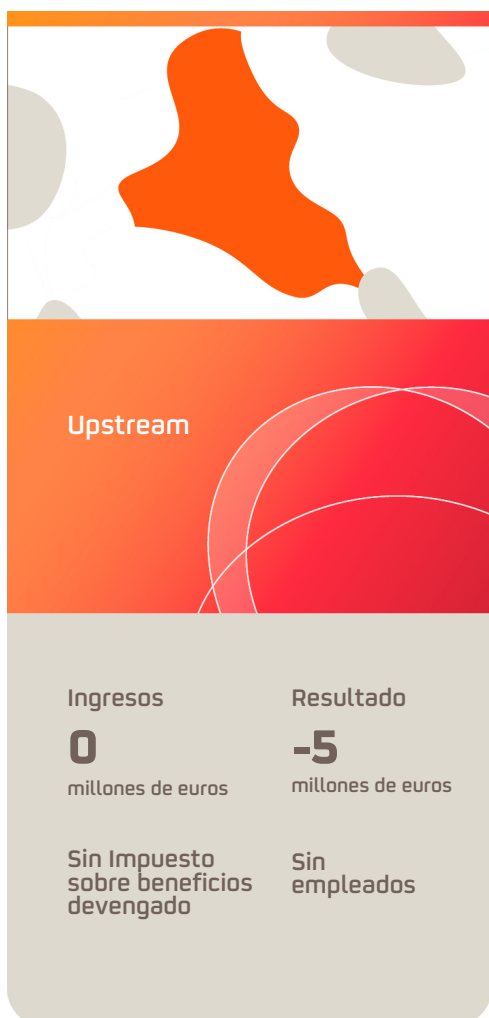 Upstream
Ingresos
0
millones de euros
Resultado
-5
millones de euros
Sin Impuesto
sobre beneficios
devengado
Sin
empleados